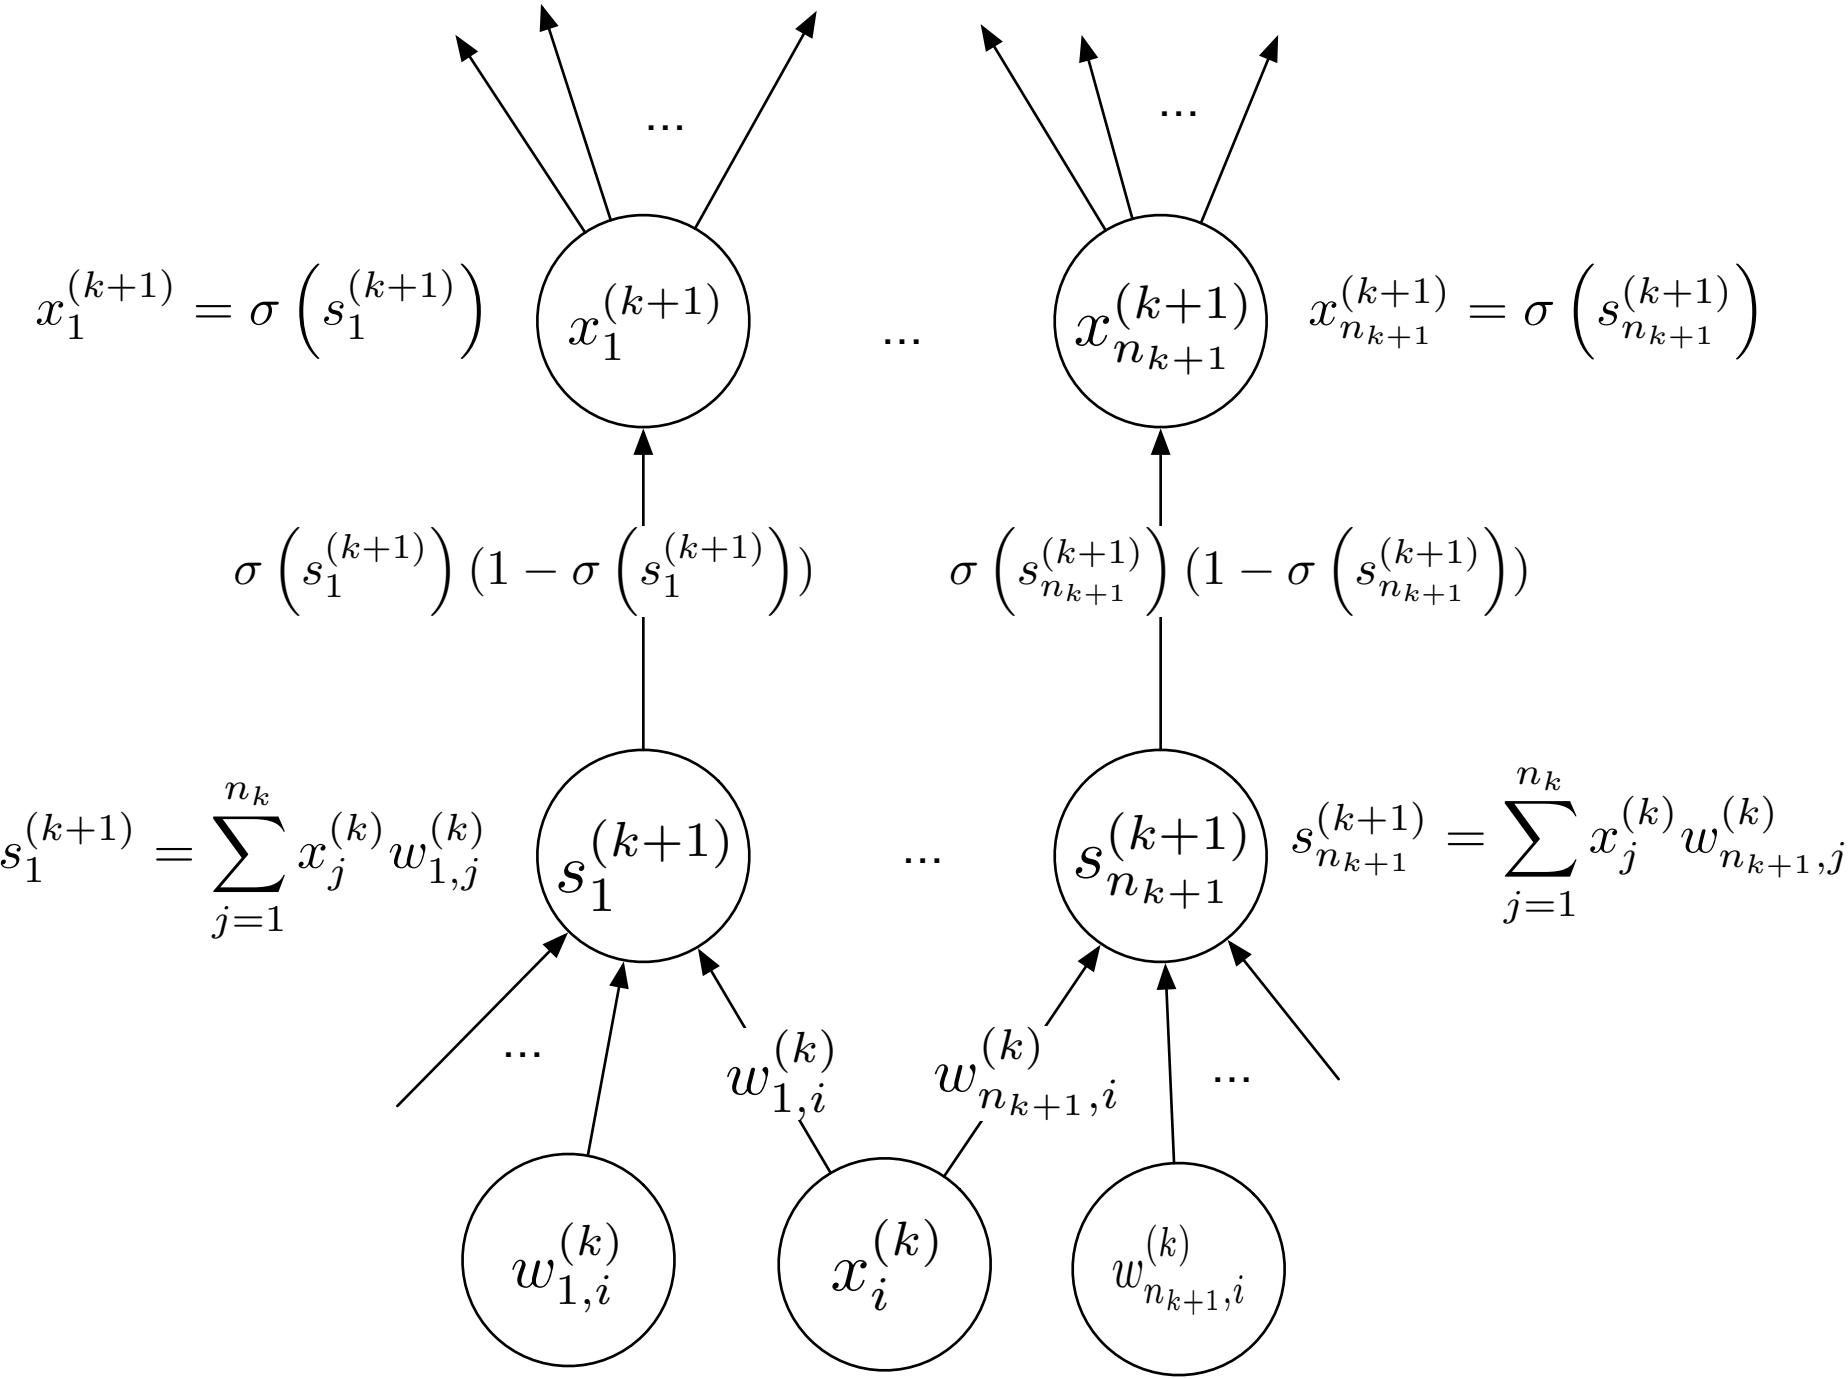 ...
...
x_1^{(k+1)} = σ(s_1^{(k+1)})
x_1^{(k+1)}
...
x_{n_{k+1}}^{(k+1)}
x_{n_{k+1}}^{(k+1)} = σ(s_{n_{k+1}}^{(k+1)})
σ(s_1^{(k+1)})(1 − σ(s_1^{(k+1)}))
σ(s_{n_{k+1}}^{(k+1)})(1 − σ(s_{n_{k+1}}^{(k+1)}))
s_1^{(k+1)} = \sum_{j=1}^{n_k} x_j^{(k)} w_{1,j}^{(k)}
s_1^{(k+1)}
...
s_{n_{k+1}}^{(k+1)}
s_{n_{k+1}}^{(k+1)} = \sum_{j=1}^{n_k} x_j^{(k)} w_{n_{k+1},j}^{(k)}
...
w_{1,i}^{(k)}
w_{n_{k+1},i}^{(k)}
...
w_{1,i}^{(k)}
x_i^{(k)}
w_{n_{k+1},i}^{(k)}